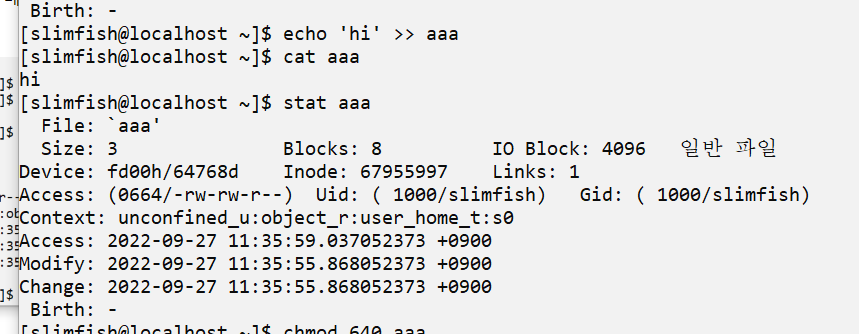 Birth: -
[slimfish@localhost ~]$ echo 'hi' >> aaa
]$ [slimfish@localhost ~]$ cat aaa
]$ hi
[slimfish@localhost ~]$ stat aaa
]$ File: `aaa'
Size: 3 Blocks: 8 IO Block: 4096 일반 파일
Device: fd00h/64768d Inode: 67955997 Links: 1
r-- Access: (0664/-rw-rw-r--) Uid: ( 1000/slimfish) Gid: ( 1000/slimfish)
:ob Context: unconfined_u:object_r:user_home_t:s0
:35 Access: 2022-09-27 11:35:59.037052373 +0900
:35 Modify: 2022-09-27 11:35:55.868052373 +0900
:35 Change: 2022-09-27 11:35:55.868052373 +0900
]$ Birth: -
[slimfish@localhost ~]$ chmod 640 aaa